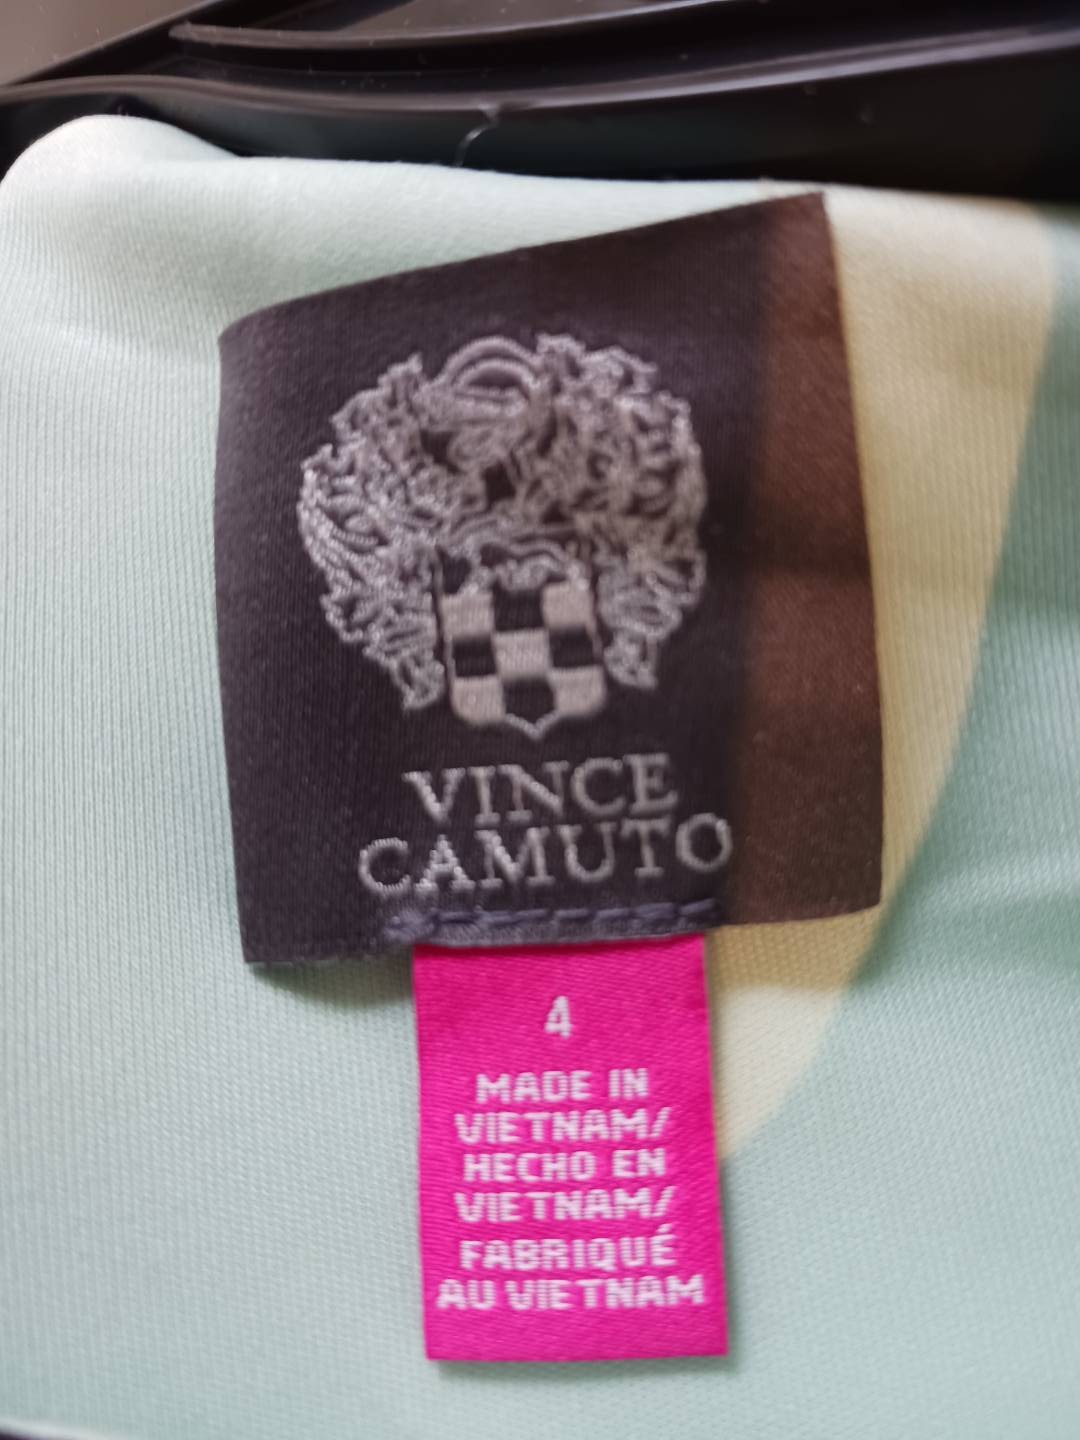 VINCE
CAMUTO
4
MADE IN
VIETNAM/
HECHO EN
VIETNAM/
FABRIQUÉ
AU VIETNAM